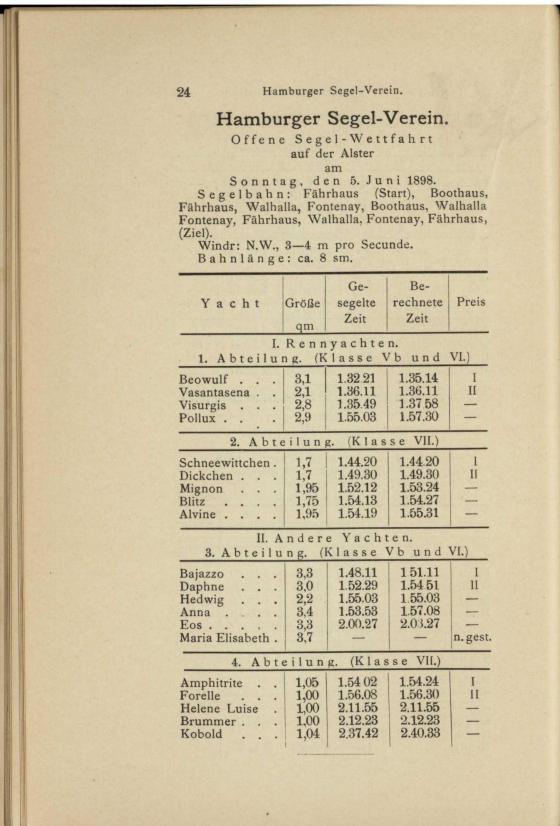 24 Hamburger Segel-Verein.
Hamburger Segel-Verein.
Offene Segel-Wettfahrt
auf der Alster
am
Sonntag, den 5. Juni 1898.
Segelbahn: Fährhaus (Start), Boothaus,
Fährhaus, Walhalla, Fontenay, Boothaus, Walhalla
Fontenay, Fährhaus, Walhalla, Fontenay, Fährhaus,
(Ziel).
Windr: N.W., 3—4 m pro Secunde.
Bahnlänge: ca. 8 sm.
Yacht Größe qm Ge-segelte Zeit Be-rechnete Zeit Preis
I. Rennyachten.
1. Abteilung. (Klasse Vb und VI.)
Beowulf . . . 3,1 1.32 21 1.35.14 I
Vasantasena . . 2,1 1.36.11 1.36.11 II
Visurgis . . . 2,8 1.35.49 1.37 58 —
Pollux . . . 2,9 1.55.03 1.57.30 —
2. Abteilung. (Klasse VII.)
Schneewittchen . 1,7 1.44.20 1.44.20 I
Dickchen . . . 1,7 1.49.30 1.49.30 II
Mignon . . . 1,95 1.52.12 1.53.24 —
Blitz . . . . 1,75 1.54.13 1.54.27 —
Alvine . . . . 1,95 1.54.19 1.55.31 —
II. Andere Yachten.
3. Abteilung. (Klasse Vb und VI.)
Bajazzo . . . 3,3 1.48.11 1 51.11 I
Daphne . . . 3,0 1.52.29 1.54 51 II
Hedwig . . . 2,2 1.55.03 1.55.03 —
Anna . . . . 3,4 1.53.53 1.57.08 —
Eos . . . . . 3,3 2.00.27 2.03.27 —
Maria Elisabeth . 3,7 — — n. gest.
4. Abteilung. (Klasse VII.)
Amphitrite . . 1,05 1.54 02 1.54.24 I
Forelle . . . 1,00 1.56.08 1.56.30 II
Helene Luise . 1,00 2.11.55 2.11.55 —
Brummer . . . 1,00 2.12.23 2.12.23 —
Kobold . . . 1,04 2.37.42 2.40.33 —